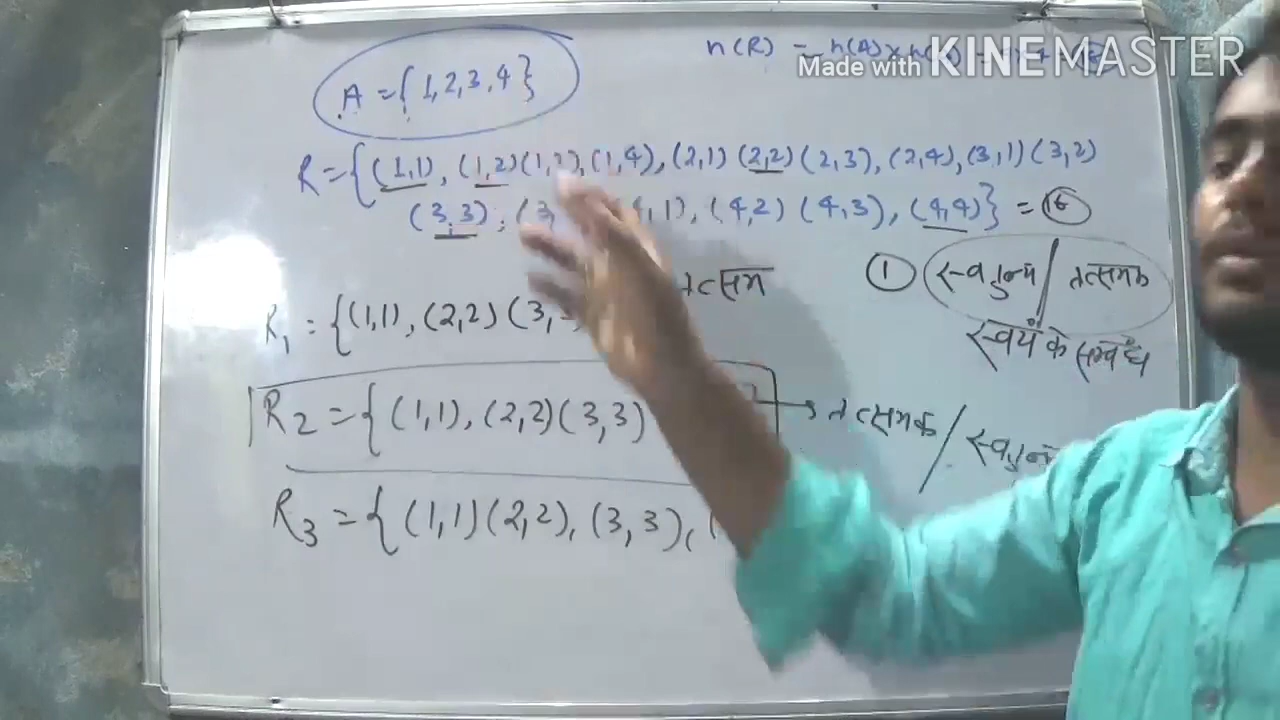 A = {1,2,3,4}
n(R) = n(A)×n(
Made with KINEMASTER
R = { (1,1), (1,2) (1,3), (1,4), (2,1) (2,2) (2,3), (2,4), (3,1) (3,2)
(3,3), (3, 4,1), (4,2) (4,3), (4,4)} = 16
① स्वतुल्य / तत्समक
स्वयं के सम्बंध
R1 = { (1,1), (2,2) (3, तत्सम
R2 = { (1,1), (2,2) (3,3) → तत्समक / स्वतुल्य
R3 = { (1,1) (2,2), (3,3), (